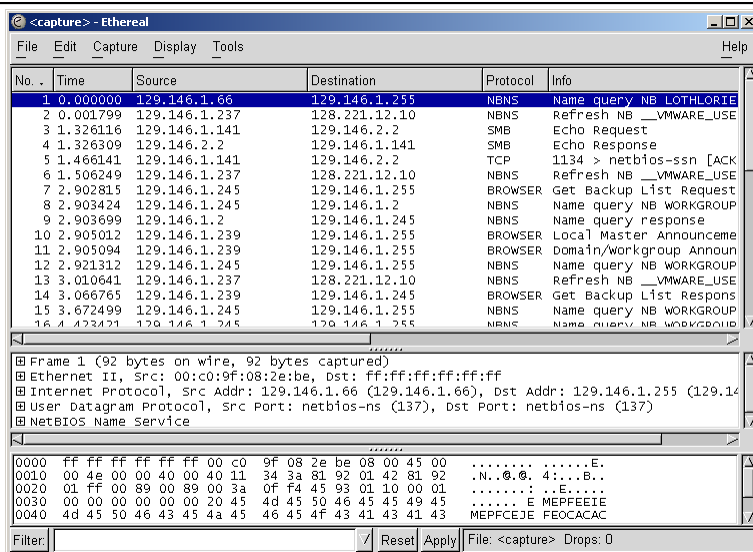 <capture> - Ethereal
File Edit Capture Display Tools Help
No. Time Source Destination Protocol Info
1 0.000000 129.146.1.66 129.146.1.255 NBNS Name query NB LOTHLORIE
2 0.001799 129.146.1.237 128.221.12.10 NBNS Refresh NB __VMWARE_USE
3 1.326116 129.146.1.141 129.146.2.2 SMB Echo Request
4 1.326309 129.146.2.2 129.146.1.141 SMB Echo Response
5 1.466141 129.146.1.141 129.146.2.2 TCP 1134 > netbios-ssn [ACK
6 1.506249 129.146.1.237 128.221.12.10 NBNS Refresh NB __VMWARE_USE
7 2.902815 129.146.1.245 129.146.1.255 BROWSER Get Backup List Request
8 2.903424 129.146.1.245 129.146.1.2 NBNS Name query NB WORKGROUP
9 2.903699 129.146.1.2 129.146.1.245 NBNS Name query response
10 2.905012 129.146.1.239 129.146.1.255 BROWSER Local Master Announceme
11 2.905094 129.146.1.239 129.146.1.255 BROWSER Domain/Workgroup Announ
12 2.921312 129.146.1.245 129.146.1.255 NBNS Name query NB WORKGROUP
13 3.010641 129.146.1.237 128.221.12.10 NBNS Refresh NB __VMWARE_USE
14 3.066765 129.146.1.239 129.146.1.245 BROWSER Get Backup List Respons
15 3.672499 129.146.1.245 129.146.1.255 NBNS Name query NB WORKGROUP
16 4.423421 129.146.1.245 129.146.1.255 NBNS Name query NB WORKGROUP
Frame 1 (92 bytes on wire, 92 bytes captured)
Ethernet II, Src: 00:c0:9f:08:2e:be, Dst: ff:ff:ff:ff:ff:ff
Internet Protocol, Src Addr: 129.146.1.66 (129.146.1.66), Dst Addr: 129.146.1.255 (129.14
User Datagram Protocol, Src Port: netbios-ns (137), Dst Port: netbios-ns (137)
NetBIOS Name Service
0000 ff ff ff ff ff ff 00 c0 9f 08 2e be 08 00 45 00 ........ ......E.
0010 00 4e 00 00 40 00 40 11 34 3a 81 92 01 42 81 92 .N..@.@. 4:...B..
0020 01 ff 00 89 00 89 00 3a 0f f4 45 93 01 10 00 01 .......: ..E.....
0030 00 00 00 00 00 00 20 45 4d 45 50 46 45 45 49 45 ...... E MEPFEEIE
0040 4d 45 50 46 43 45 4a 45 46 45 4f 43 41 43 41 43 MEPFCEJE FEOCACAC
Filter: Reset Apply File: <capture> Drops: 0